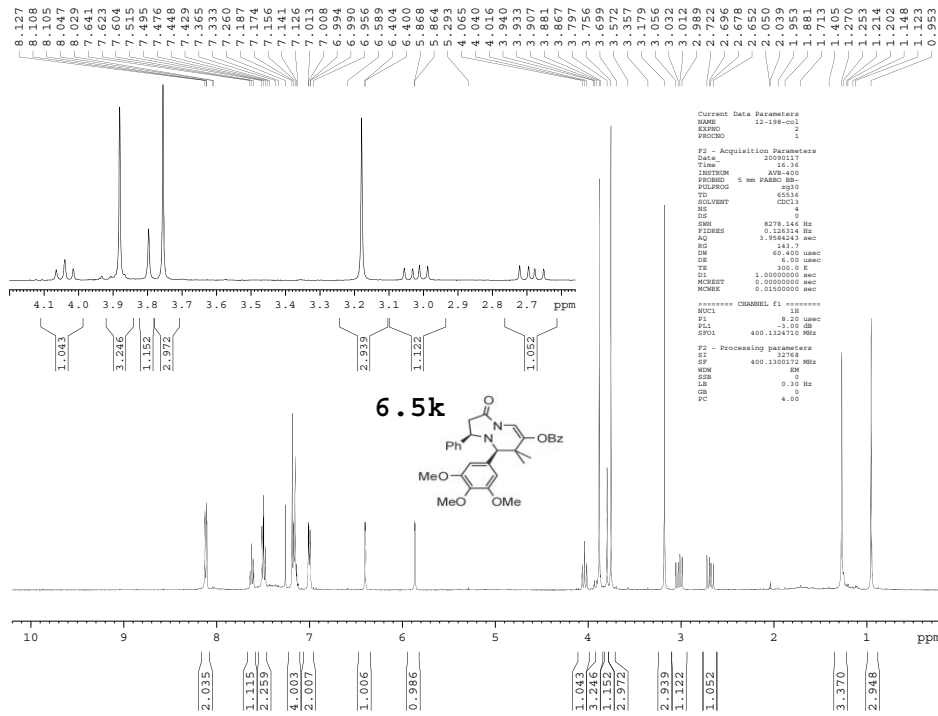 8.127 8.105 8.047 8.029 7.641 7.623 7.604 7.515 7.495 7.476 7.448 7.429 7.365 7.333 7.260 7.187 7.174 7.156 7.141 7.126 7.013 7.008 6.994 6.990 6.956 6.589 6.404 6.400 5.868 5.864 5.293 4.065 4.040 4.016 3.940 3.933 3.907 3.881 3.867 3.797 3.756 3.699 3.572 3.357 3.179 3.056 3.032 3.012 2.989 2.722 2.696 2.678 2.652 2.050 2.039 1.953 1.881 1.713 1.405 1.270 1.253 1.214 1.202 1.148 1.123 0.953
Current Data Parameters
NAME 12-198-col
EXPNO 2
PROCNO 1
F2 - Acquisition Parameters
Date_ 20090117
Time 16.36
INSTRUM AVB-400
PROBHD 5 mm PABBO BB-
PULPROG zg30
TD 65536
SOLVENT CDCl3
NS 4
DS 0
SWH 8278.146 Hz
FIDRES 0.126314 Hz
AQ 3.9584243 sec
RG 143.7
DW 60.400 usec
DE 6.00 usec
TE 300.0 K
D1 1.00000000 sec
MCREST 0.00000000 sec
MCWRK 0.01500000 sec
======== CHANNEL f1 ========
NUC1 1H
P1 8.20 usec
PL1 -3.00 dB
SFO1 400.1324710 MHz
F2 - Processing parameters
SI 32768
SF 400.1300172 MHz
WDW EM
SSB 0
LB 0.30 Hz
GB 0
PC 4.00
4.1 4.0 3.9 3.8 3.7 3.6 3.5 3.4 3.3 3.2 3.1 3.0 2.9 2.8 2.7 ppm
1.043 3.246 1.152 2.972 2.939 1.122 1.052
6.5k
O
N
Ph N OBz
MeO
MeO OMe
10 9 8 7 6 5 4 3 2 1 ppm
2.035 1.115 2.259 4.003 2.007 1.006 0.986 1.043 3.246 1.152 2.972 2.939 1.122 1.052 3.370 2.948